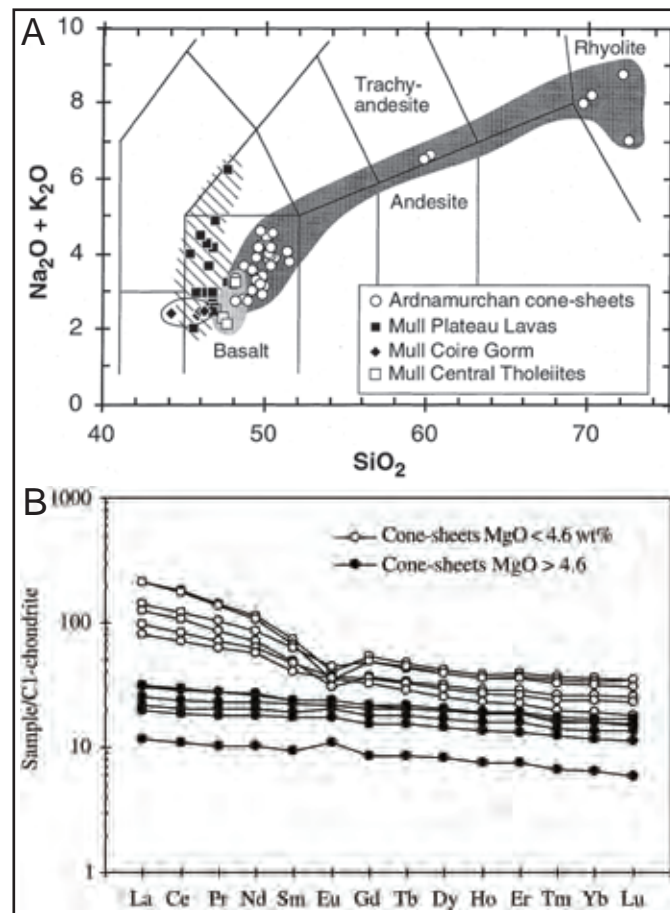 A
10
8
6
4
2
0
Na₂O + K₂O
Rhyolite
Trachy-
andesite
Andesite
Basalt
○ Ardnamurchan cone-sheets
■ Mull Plateau Lavas
◆ Mull Coire Gorm
□ Mull Central Tholeiites
40 50 60 70
SiO₂
B
1000
100
10
1
Sample/C1-chondrite
Cone-sheets MgO < 4.6 wt%
Cone-sheets MgO > 4.6
La Ce Pr Nd Sm Eu Gd Tb Dy Ho Er Tm Yb Lu